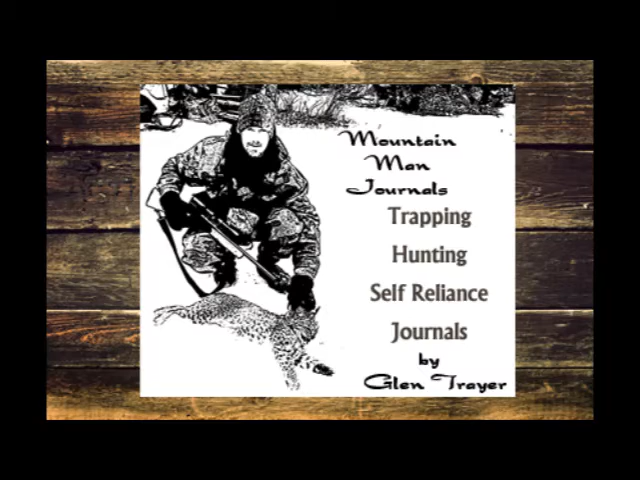 Mountain
Man
Journals
Trapping
Hunting
Self Reliance
Journals
by
Glen Trayer